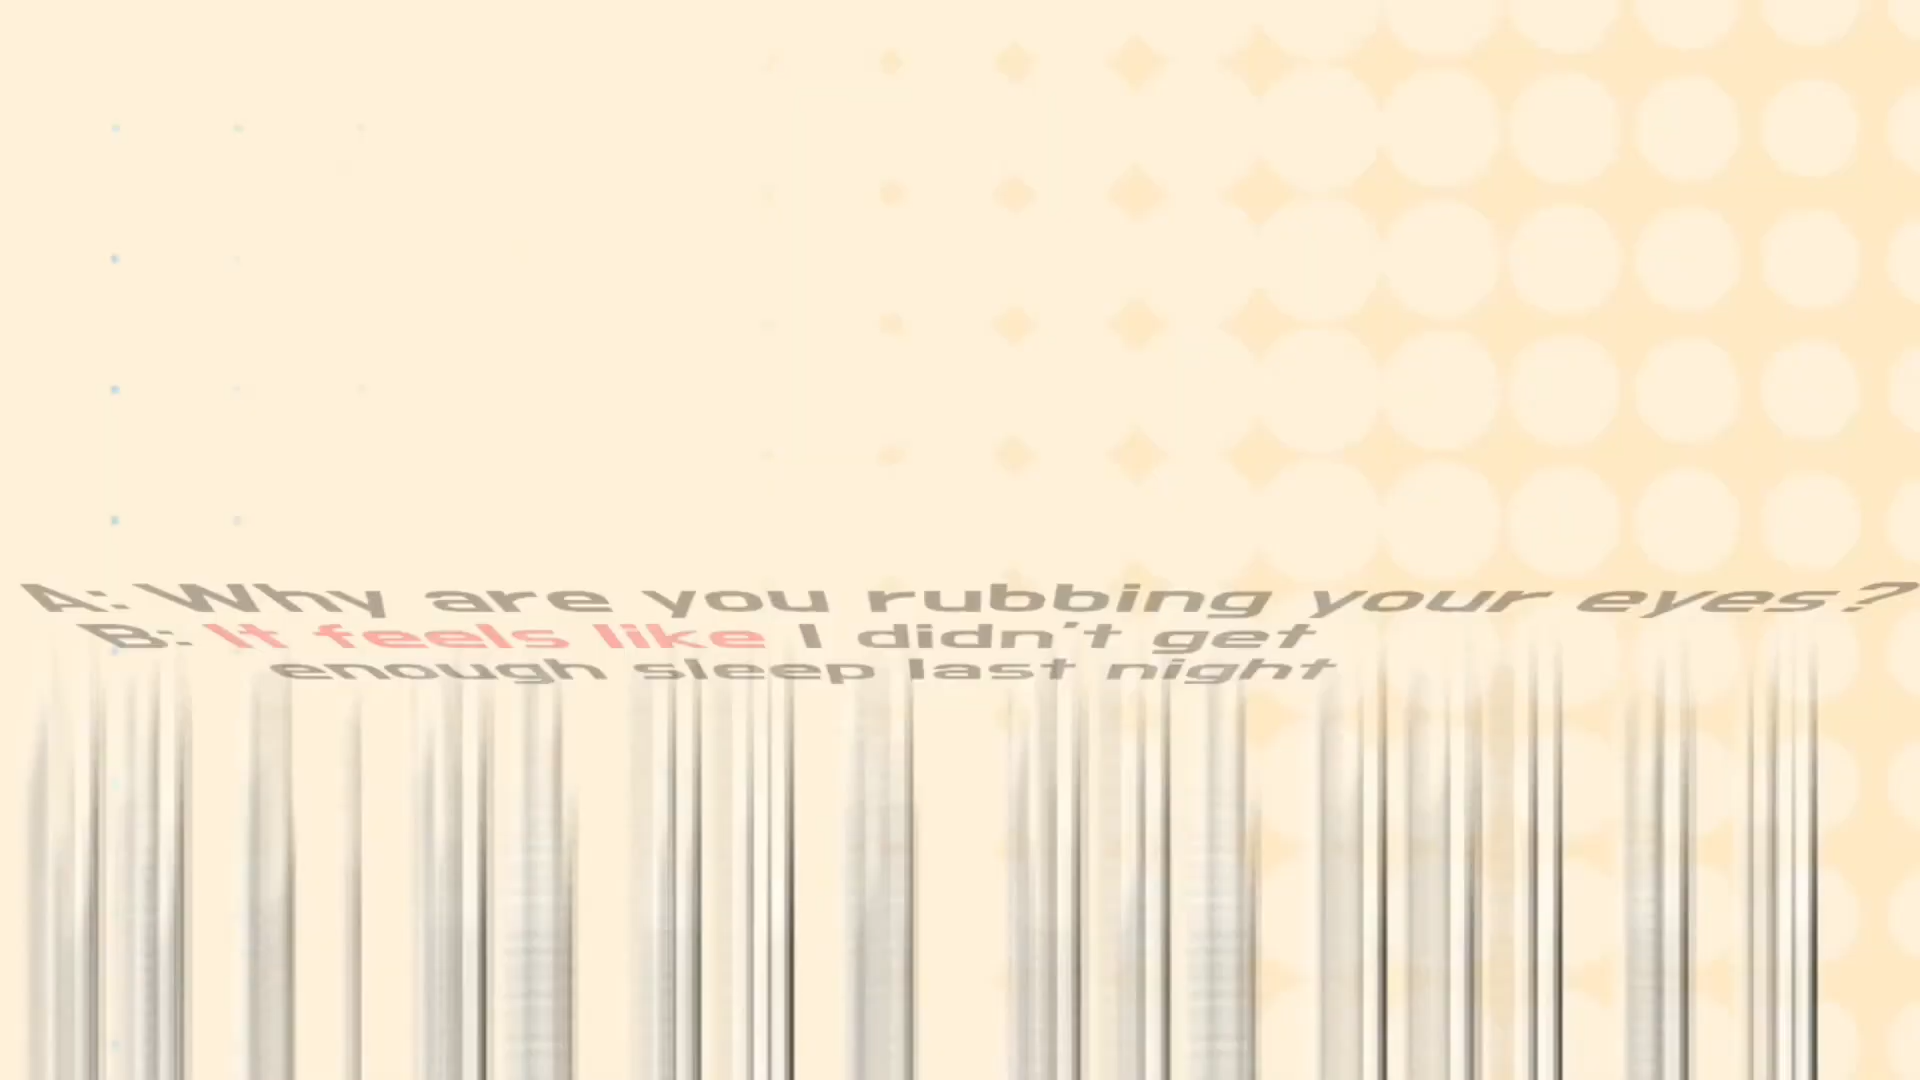 A: Why are you rubbing your eyes?
B: It feels like I didn't get
enough sleep last night